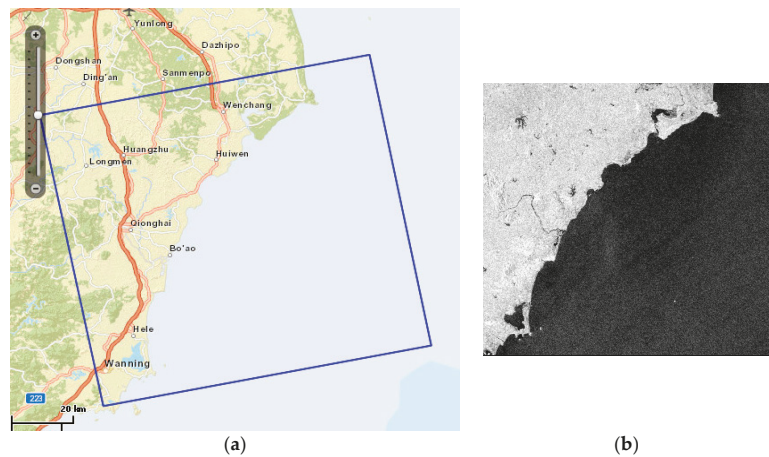 Yunlong
Dazhipo
Dongshan
Sanmenpo
Ding'an
Wenchang
Huangzhu
Huiwen
Longmen
Qionghai
Bo'ao
Hele
Wanning
223
20 km
(a)
(b)